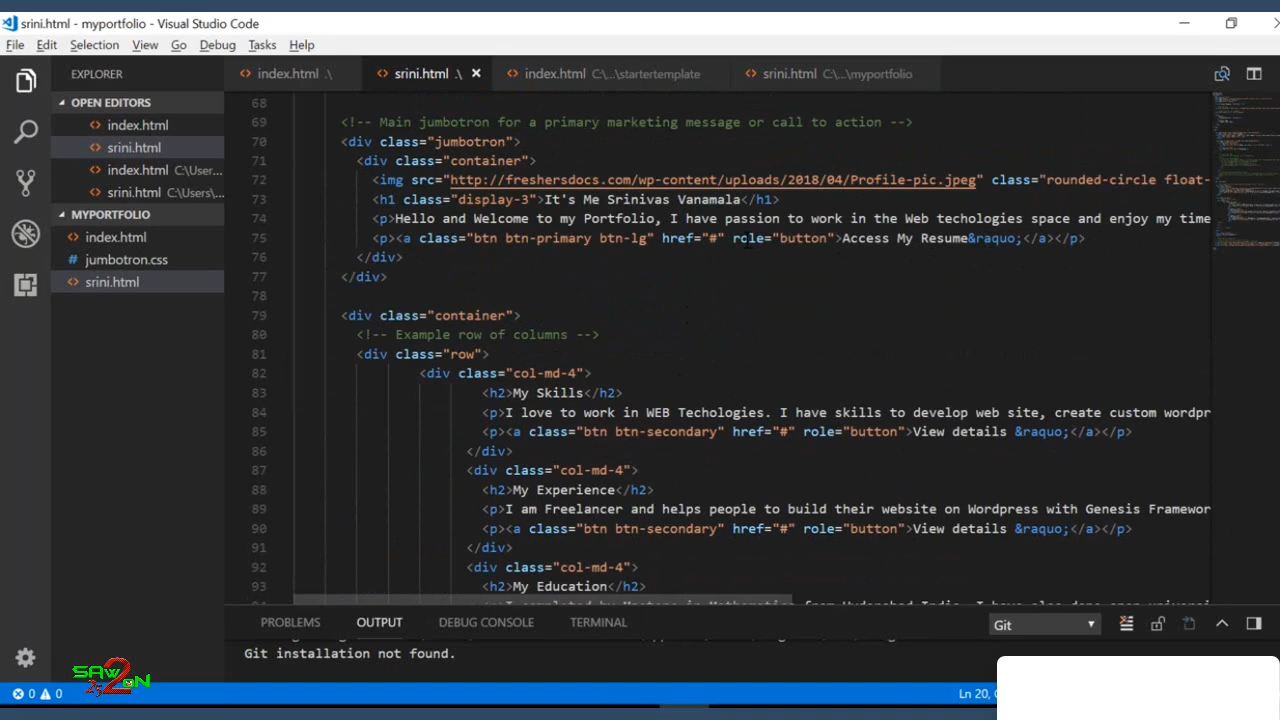 srini.html - myportfolio - Visual Studio Code
File Edit Selection View Go Debug Tasks Help
EXPLORER
OPEN EDITORS
index.html
srini.html
index.html C:\User...
srini.html C:\Users\...
MYPORTFOLIO
index.html
# jumbotron.css
srini.html
index.html .\ srini.html .\ index.html C:\...\startertemplate srini.html C:\...\myportfolio
68
69 <!-- Main jumbotron for a primary marketing message or call to action -->
70 <div class="jumbotron">
71 <div class="container">
72 <img src="http://freshersdocs.com/wp-content/uploads/2018/04/Profile-pic.jpeg" class="rounded-circle float-
73 <h1 class="display-3">It's Me Srinivas Vanamala</h1>
74 <p>Hello and Welcome to my Portfolio, I have passion to work in the Web techologies space and enjoy my time
75 <p><a class="btn btn-primary btn-lg" href="#" role="button">Access My Resume&raquo;</a></p>
76 </div>
77 </div>
78
79 <div class="container">
80 <!-- Example row of columns -->
81 <div class="row">
82 <div class="col-md-4">
83 <h2>My Skills</h2>
84 <p>I love to work in WEB Techologies. I have skills to develop web site, create custom wordpr
85 <p><a class="btn btn-secondary" href="#" role="button">View details &raquo;</a></p>
86 </div>
87 <div class="col-md-4">
88 <h2>My Experience</h2>
89 <p>I am Freelancer and helps people to build their website on Wordpress with Genesis Framewor
90 <p><a class="btn btn-secondary" href="#" role="button">View details &raquo;</a></p>
91 </div>
92 <div class="col-md-4">
93 <h2>My Education</h2>
PROBLEMS OUTPUT DEBUG CONSOLE TERMINAL Git
Git installation not found.
0 0 Ln 20,